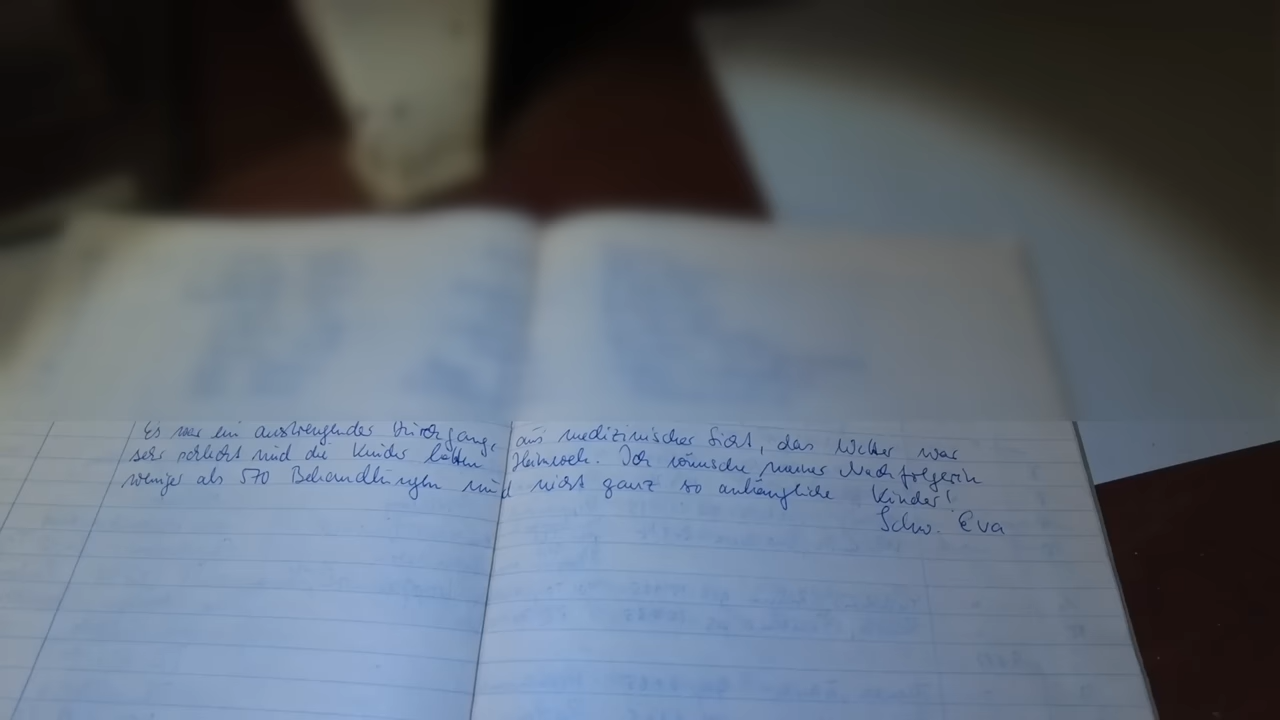 Es war ein anstrengender Durchgang, aus medizinischer Sicht, das Wetter war
sehr schlecht und die Kinder hatten Heimweh. Ich wünsche meiner Nachfolgerin
weniger als 570 Behandlungen und nicht ganz so anhängliche Kinder!
Schw. Eva